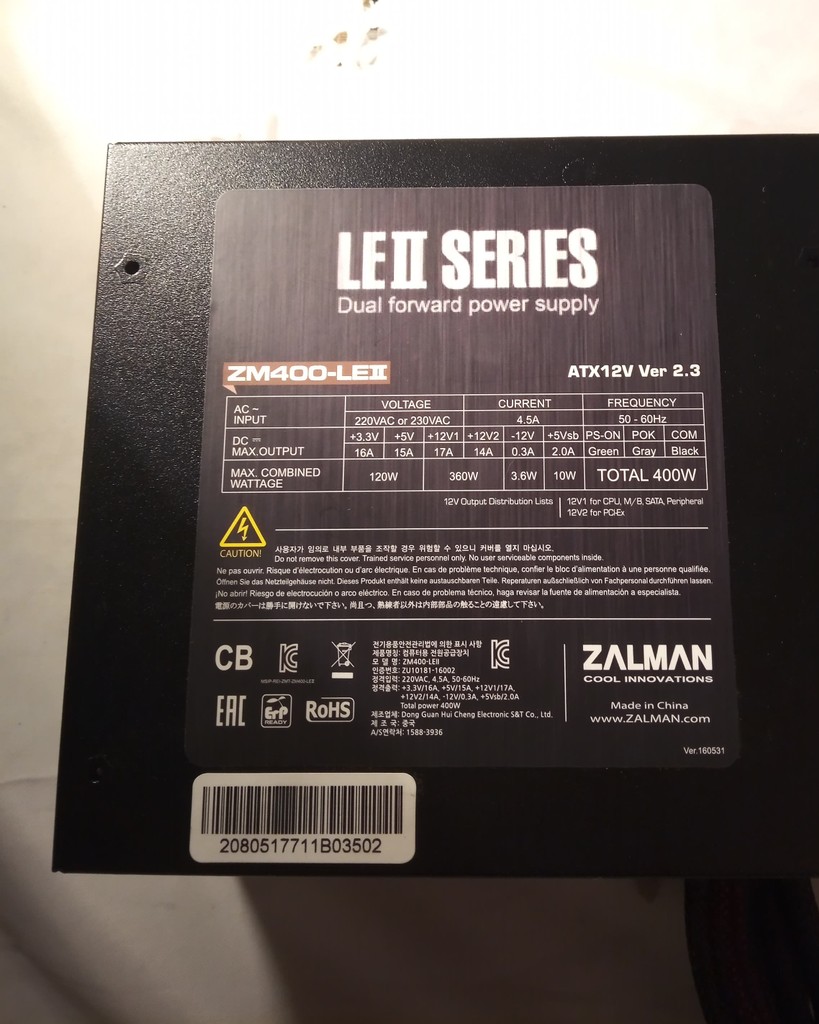 LEII SERIES
Dual forward power supply
ZM400-LEII
ATX12V Ver 2.3
AC ~ INPUT VOLTAGE CURRENT FREQUENCY
220VAC or 230VAC 4.5A 50 - 60Hz
DC MAX.OUTPUT +3.3V +5V +12V1 +12V2 -12V +5Vsb PS-ON POK COM
16A 15A 17A 14A 0.3A 2.0A Green Gray Black
MAX. COMBINED WATTAGE 120W 360W 3.6W 10W TOTAL 400W
12V Output Distribution Lists 12V1 for CPU, M/B, SATA, Peripheral
12V2 for PCI-Ex
CAUTION!
사용자가 임의로 내부 부품을 조작할 경우 위험할 수 있으니 커버를 열지 마십시오.
Do not remove this cover. Trained service personnel only. No user serviceable components inside.
Ne pas ouvrir. Risque d'électrocution ou d'arc électrique. En cas de problème technique, confier le bloc d'alimentation à une personne qualifiée.
Öffnen Sie das Netzteilgehäuse nicht. Dieses Produkt enthält keine austauschbaren Teile. Reperaturen außschließlich von Fachpersonal durchführen lassen.
¡No abrir! Riesgo de electrocución o arco eléctrico. En caso de problema técnico, haga revisar la fuente de alimentación a especialista.
電源のカバーは勝手に開けないで下さい。尚且つ、熟練者以外は内部部品の触ることの遠慮して下さい。
CB
EAC
ErP
READY
RoHS
전기용품안전관리법에 의한 표시 사항
제품명칭: 컴퓨터용 전원공급장치
모 델 명: ZM400-LEII
인증번호: ZU10181-16002
정격입력: 220VAC, 4.5A, 50-60Hz
정격출력: +3.3V/16A, +5V/15A, +12V1/17A,
+12V2/14A, -12V/0.3A, +5Vsb/2.0A
Total power 400W
제조업체: Dong Guan Hui Cheng Electronic S&T Co., Ltd.
제 조 국: 중국
A/S연락처: 1588-3936
ZALMAN
COOL INNOVATIONS
Made in China
www.ZALMAN.com
Ver.160531
2080517711B03502